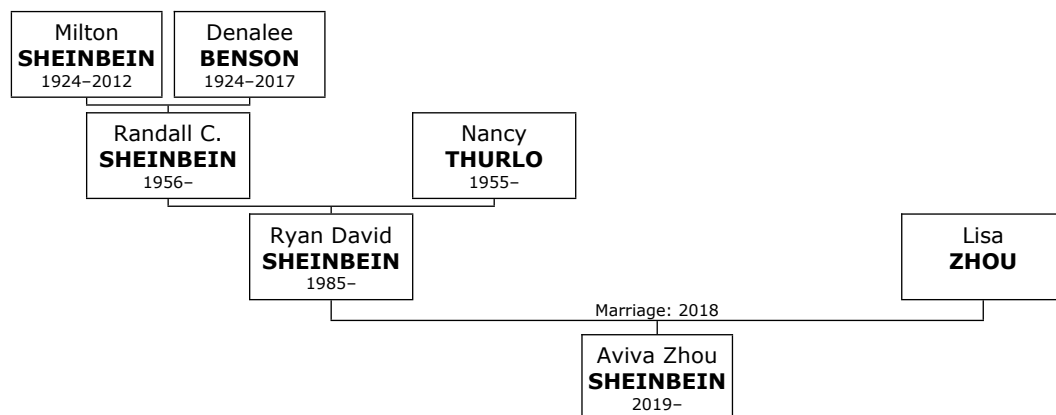 Milton
SHEINBEIN
1924–2012
Denalee
BENSON
1924–2017
Randall C.
SHEINBEIN
1956–
Nancy
THURLO
1955–
Ryan David
SHEINBEIN
1985–
Lisa
ZHOU
Marriage: 2018
Aviva Zhou
SHEINBEIN
2019–